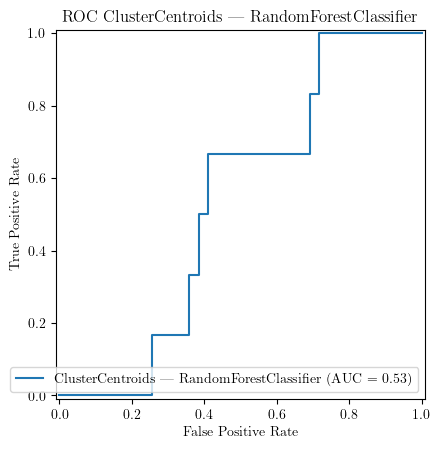 ROC ClusterCentroids — RandomForestClassifier
True Positive Rate
1.0
0.8
0.6
0.4
0.2
0.0
ClusterCentroids — RandomForestClassifier (AUC = 0.53)
0.0 0.2 0.4 0.6 0.8 1.0
False Positive Rate